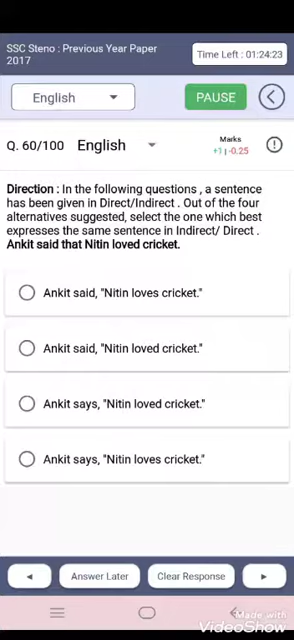 SSC Steno : Previous Year Paper
2017
Time Left : 01:24:23
English
PAUSE
Q. 60/100 English
Marks
+1 | -0.25
Direction : In the following questions , a sentence
has been given in Direct/Indirect . Out of the four
alternatives suggested, select the one which best
expresses the same sentence in Indirect/ Direct .
Ankit said that Nitin loved cricket.
Ankit said, "Nitin loves cricket."
Ankit said, "Nitin loved cricket."
Ankit says, "Nitin loved cricket."
Ankit says, "Nitin loves cricket."
Answer Later
Clear Response
Made with
VideoShow